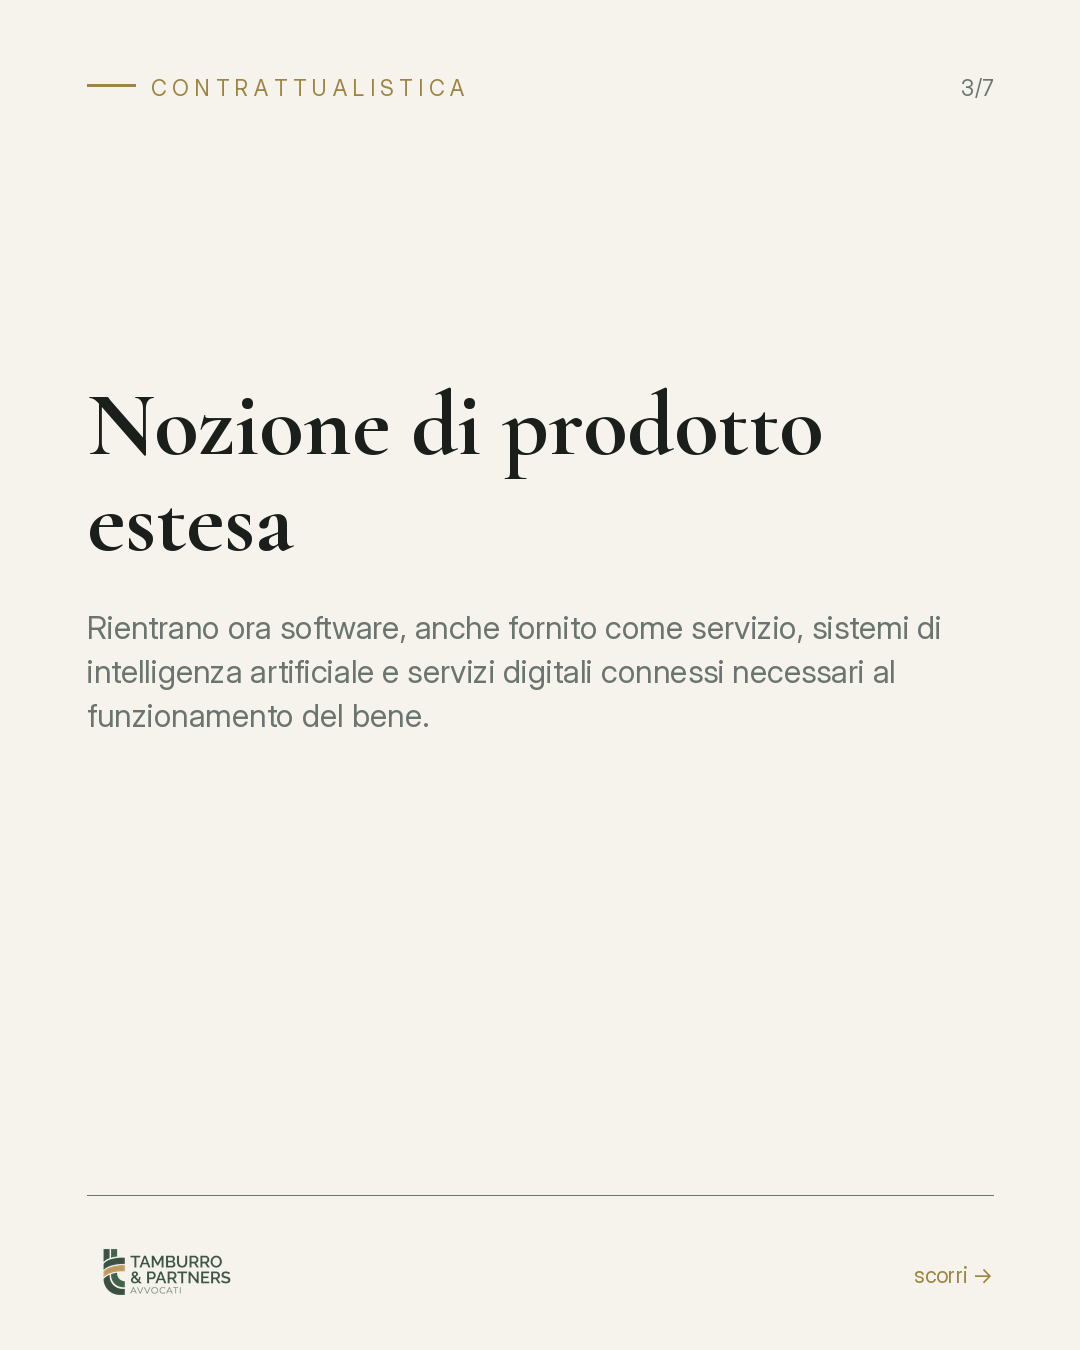 CONTRATTUALISTICA
3/7
Nozione di prodotto
estesa
Rientrano ora software, anche fornito come servizio, sistemi di
intelligenza artificiale e servizi digitali connessi necessari al
funzionamento del bene.
TAMBURRO
& PARTNERS
AVVOCATI
scorri →